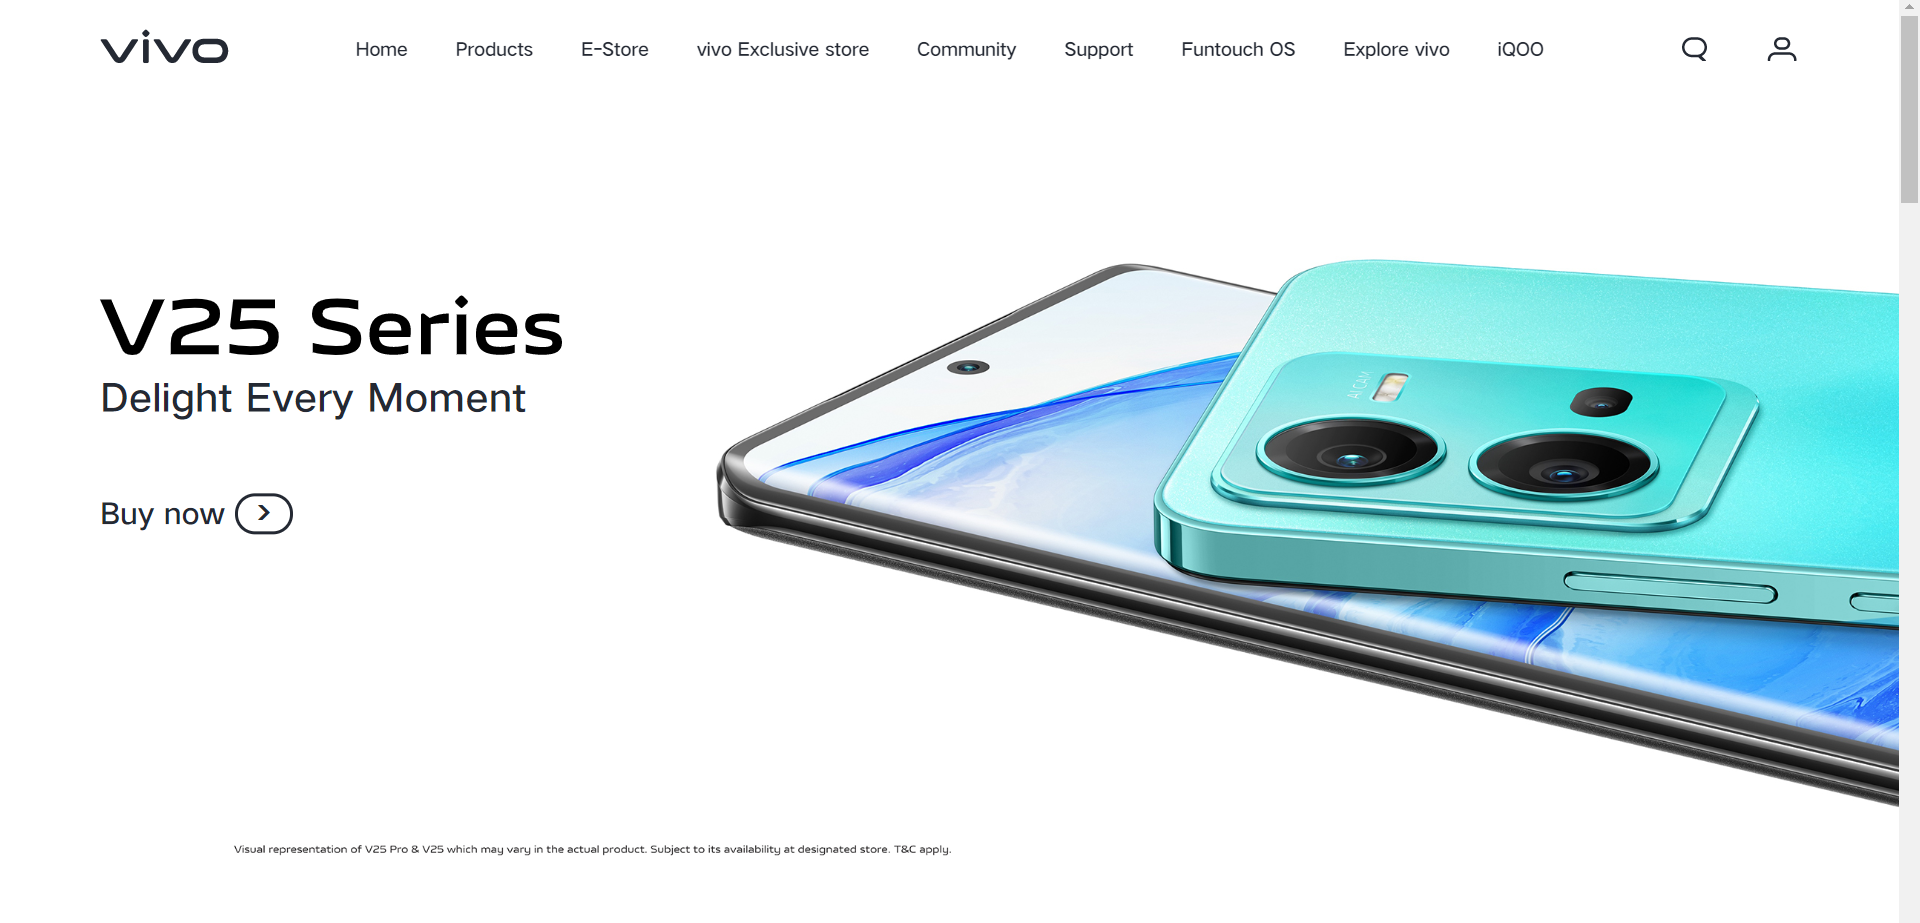 vivo
Home Products E-Store vivo Exclusive store Community Support Funtouch OS Explore vivo iQOO
V25 Series
Delight Every Moment
Buy now
AI CAM
Visual representation of V25 Pro & V25 which may vary in the actual product. Subject to its availability at designated store. T&C apply.